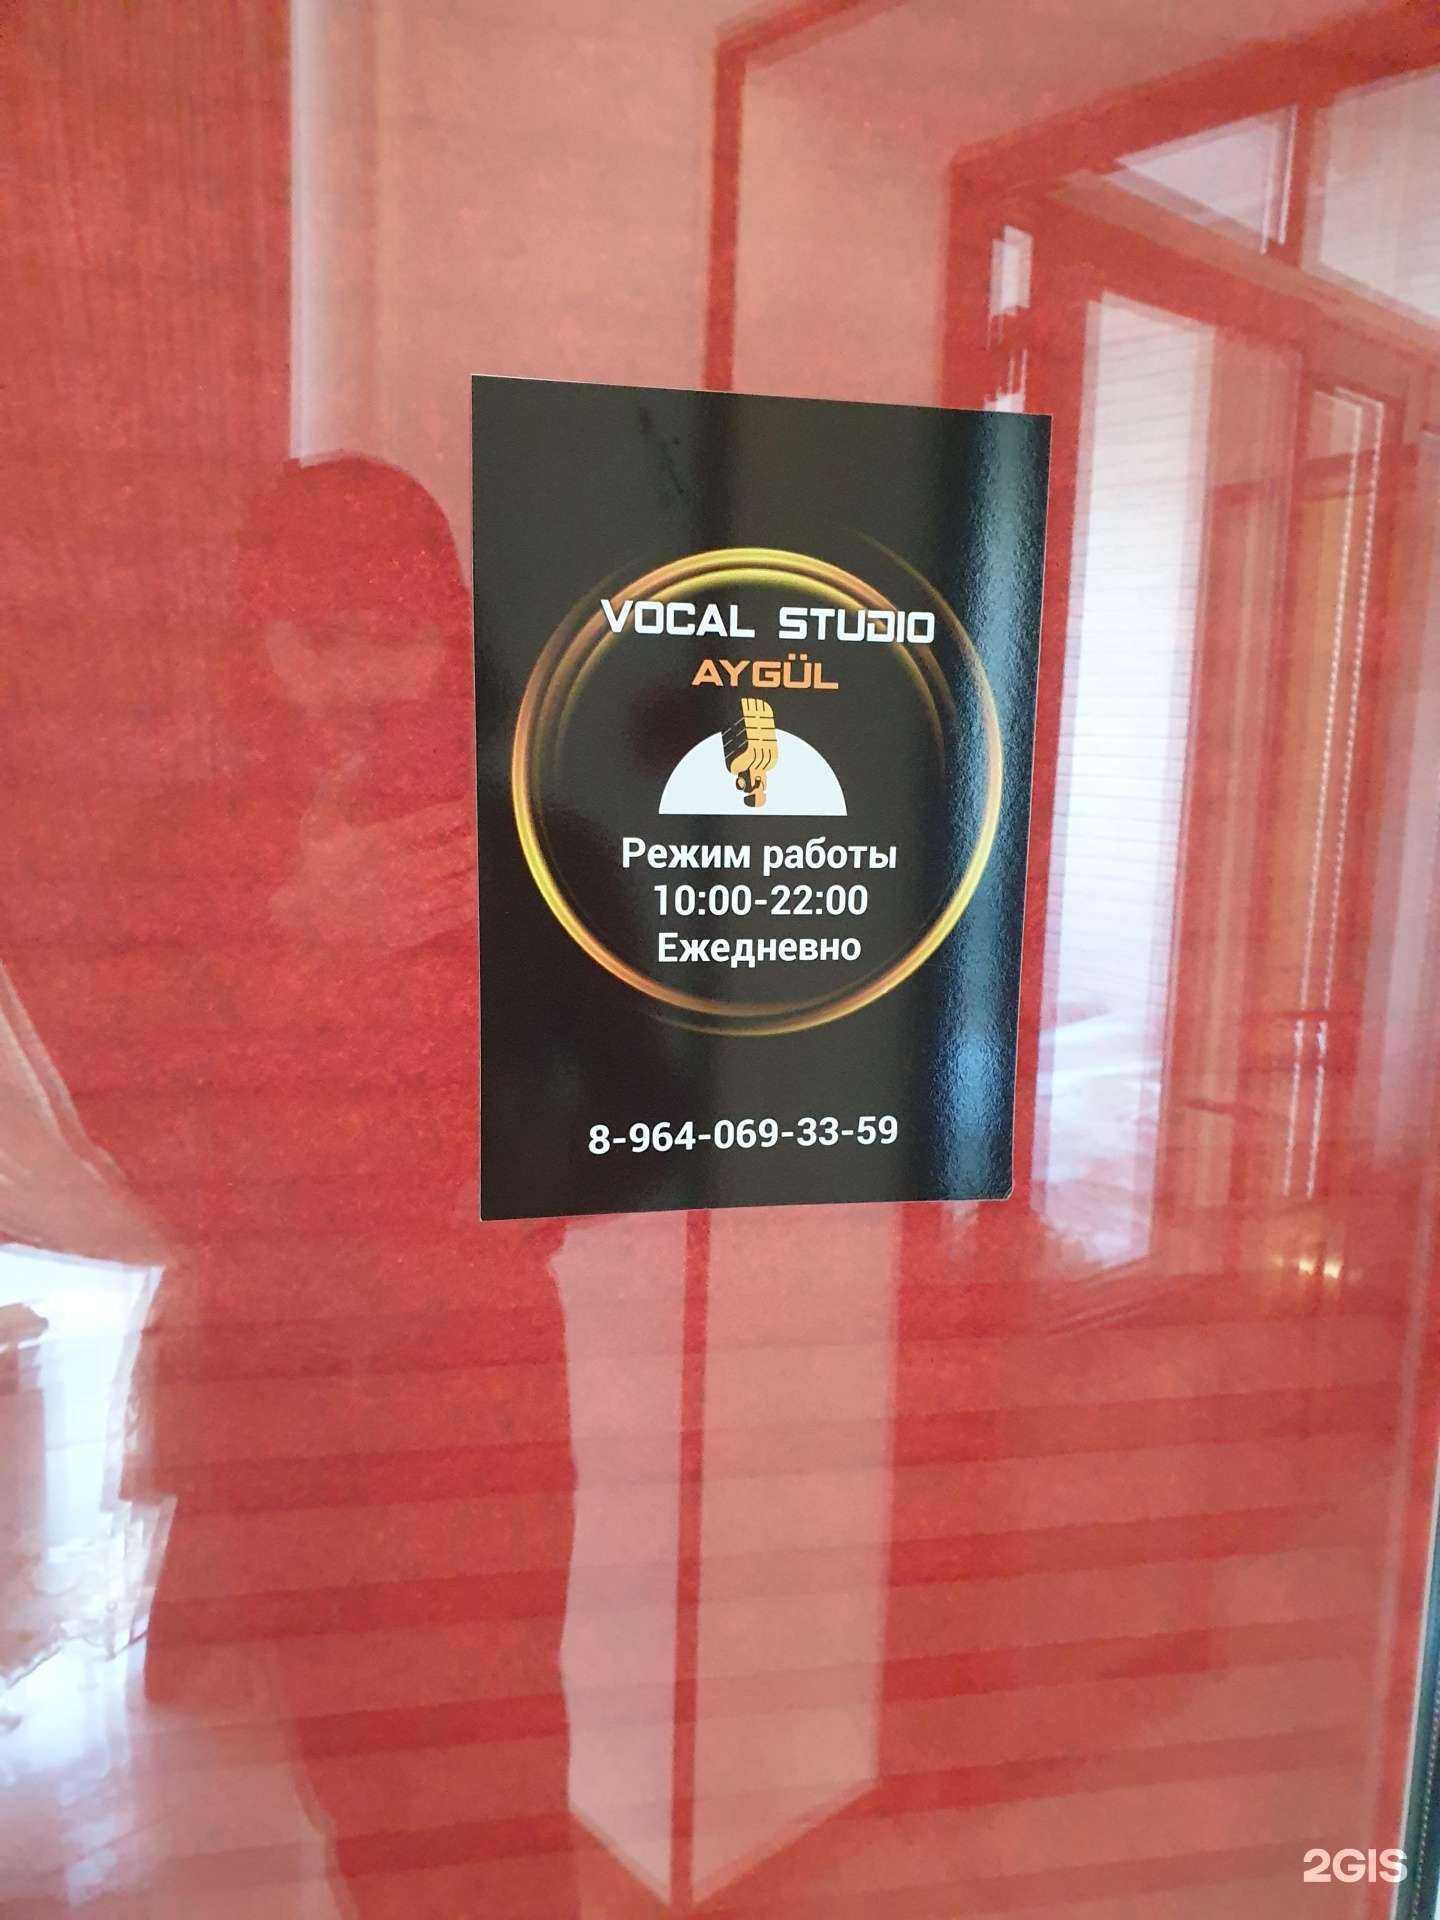 VOCAL STUDIO
AYGÜL
Режим работы
10:00-22:00
Ежедневно
8-964-069-33-59
2GIS